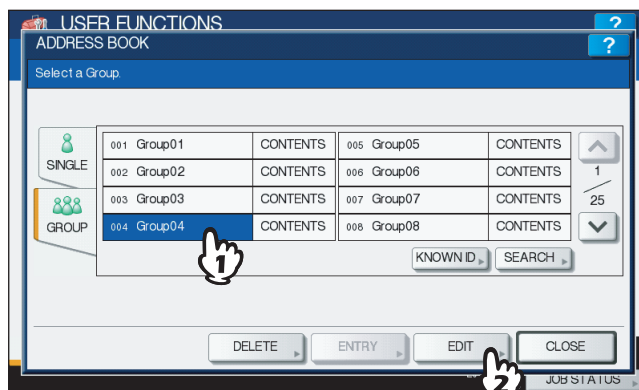 USER FUNCTIONS ?
ADDRESS BOOK ?
Select a Group.
SINGLE
GROUP
001 Group01 CONTENTS 005 Group05 CONTENTS
002 Group02 CONTENTS 006 Group06 CONTENTS
003 Group03 CONTENTS 007 Group07 CONTENTS
004 Group04 CONTENTS 008 Group08 CONTENTS
1
25
1
KNOWN ID SEARCH
DELETE ENTRY EDIT CLOSE
2
JOB STATUS